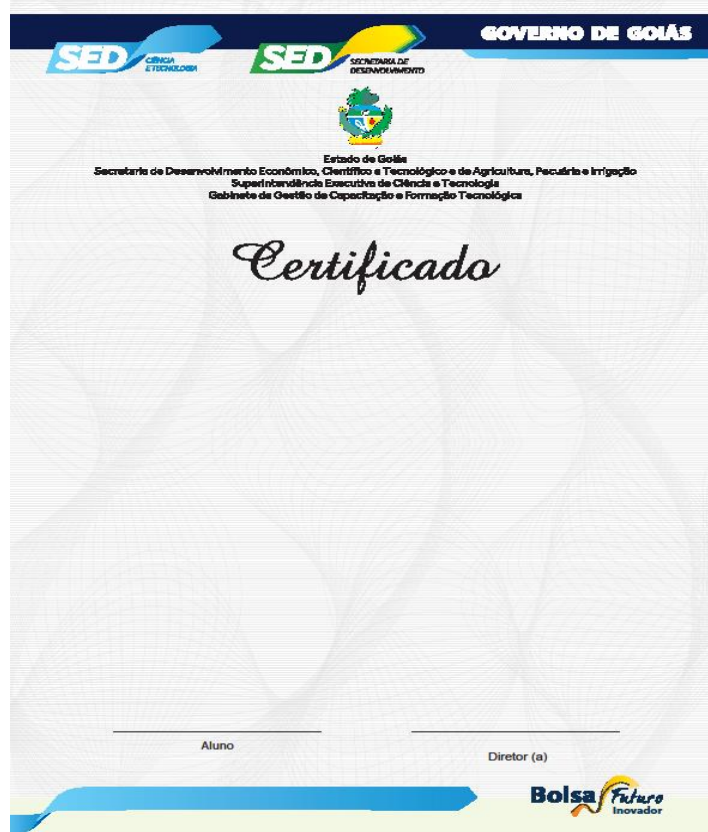 GOVERNO DE GOIÁS
SED CIÊNCIA
E TECNOLOGIA
SED SECRETARIA DE
DESENVOLVIMENTO
Estado de Goiás
Secretaria de Desenvolvimento Econômico, Científico e Tecnológico e de Agricultura, Pecuária e Irrigação
Superintendência Executiva de Ciência e Tecnologia
Gabinete de Gestão de Capacitação e Formação Tecnológica
Certificado
Aluno
Diretor (a)
Bolsa Futuro
Inovador